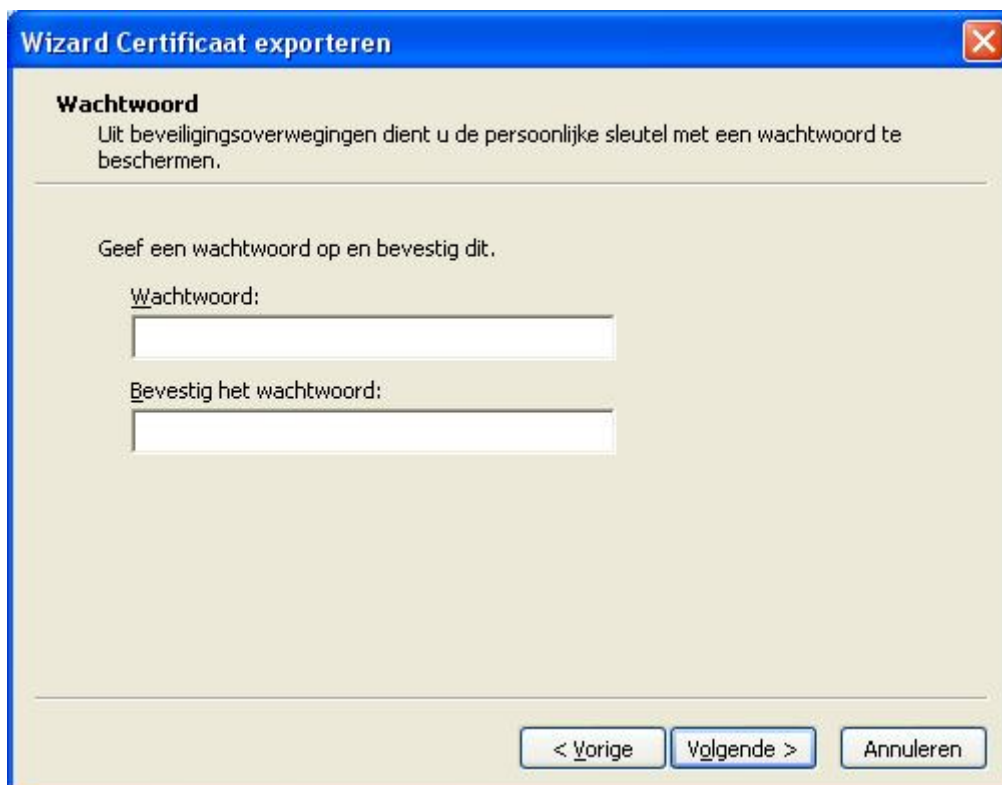 Wizard Certificaat exporteren
Wachtwoord
Uit beveiligingsoverwegingen dient u de persoonlijke sleutel met een wachtwoord te
beschermen.
Geef een wachtwoord op en bevestig dit.
Wachtwoord:
Bevestig het wachtwoord:
< Vorige Volgende > Annuleren